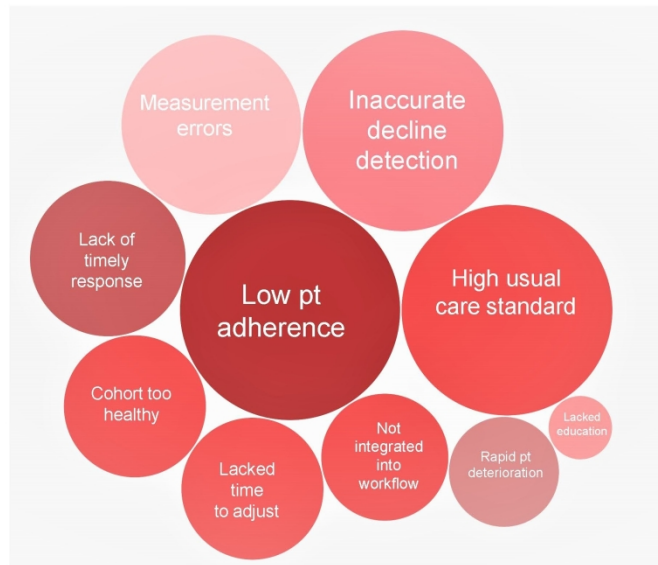 Measurement
errors
Inaccurate
decline
detection
Lack of
timely
response
Low pt
adherence
High usual
care standard
Cohort too
healthy
Lacked
time
to adjust
Not
integrated
into
workflow
Rapid pt
deterioration
Lacked
education